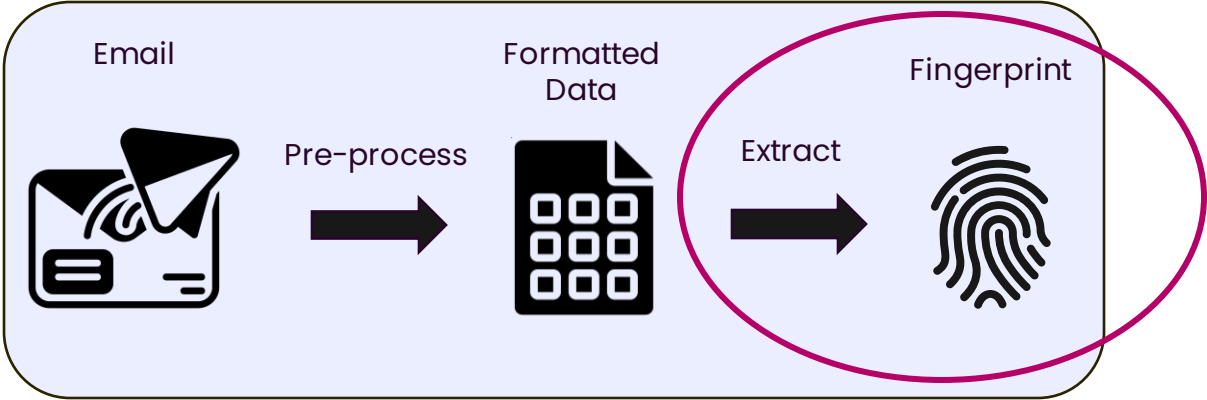 Email
Pre-process
Formatted
Data
Extract
Fingerprint